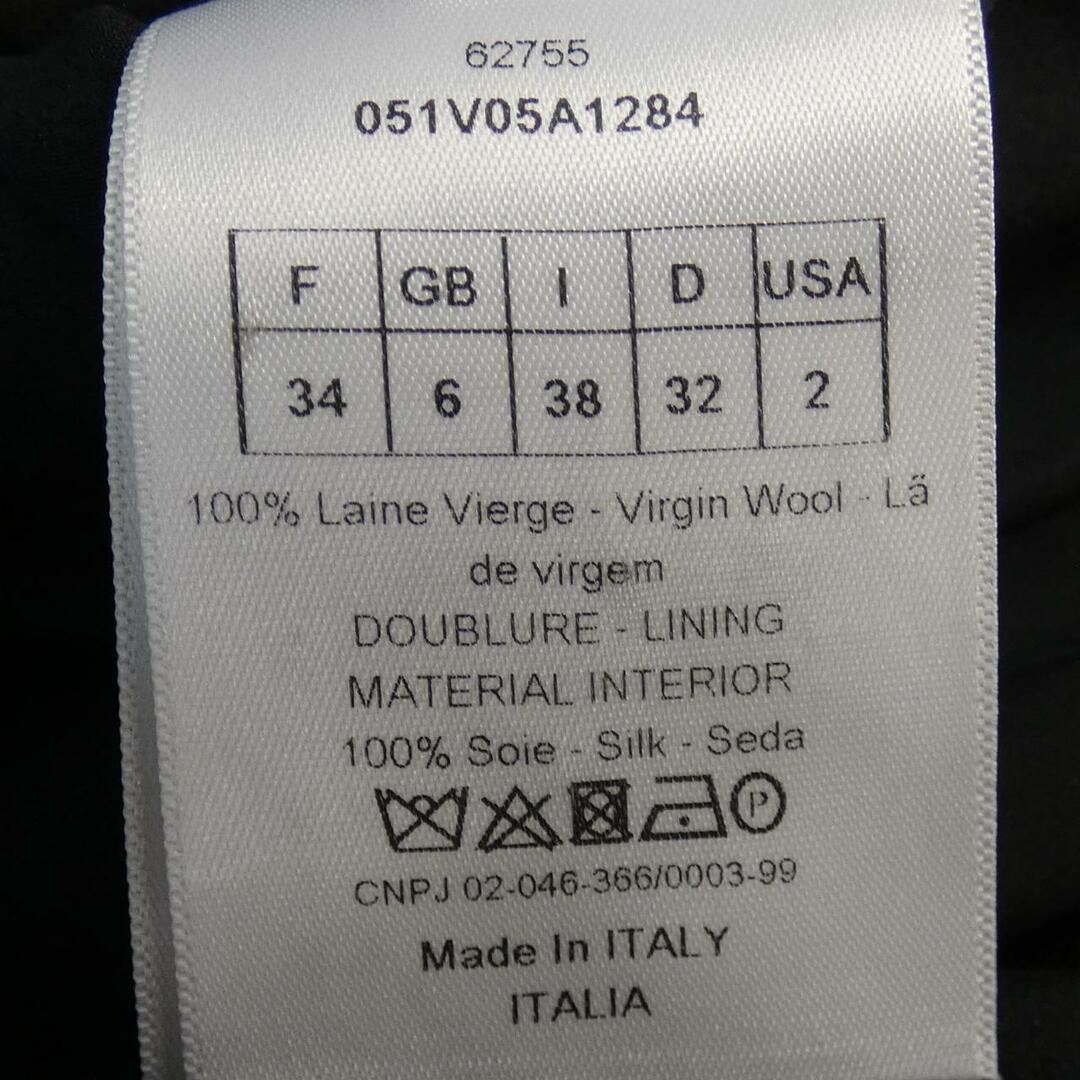 62755
051V05A1284
F GB I D USA
34 6 38 32 2
100% Laine Vierge - Virgin Wool - Lã
de virgem
DOUBLURE - LINING
MATERIAL INTERIOR
100% Soie - Silk - Seda
P
CNPJ 02-046-366/0003-99
Made In ITALY
ITALIA